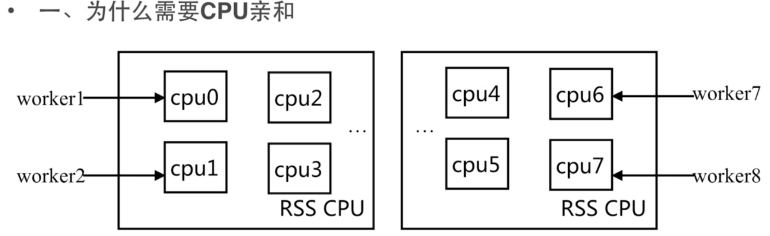 • 一、为什么需要CPU亲和
worker1 cpu0 cpu2 cpu4 cpu6 worker7
... ...
worker2 cpu1 cpu3 cpu5 cpu7 worker8
RSS CPU RSS CPU